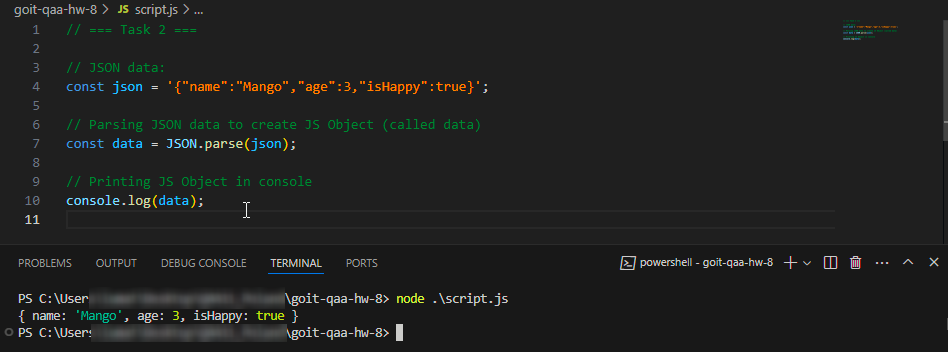 goit-qaa-hw-8 > JS script.js > ...
1 // === Task 2 ===
2
3 // JSON data:
4 const json = '{"name":"Mango","age":3,"isHappy":true}';
5
6 // Parsing JSON data to create JS Object (called data)
7 const data = JSON.parse(json);
8
9 // Printing JS Object in console
10 console.log(data);
11
PROBLEMS OUTPUT DEBUG CONSOLE TERMINAL PORTS powershell - goit-qaa-hw-8
PS C:\User \goit-qaa-hw-8> node .\script.js
{ name: 'Mango', age: 3, isHappy: true }
PS C:\Users \goit-qaa-hw-8>